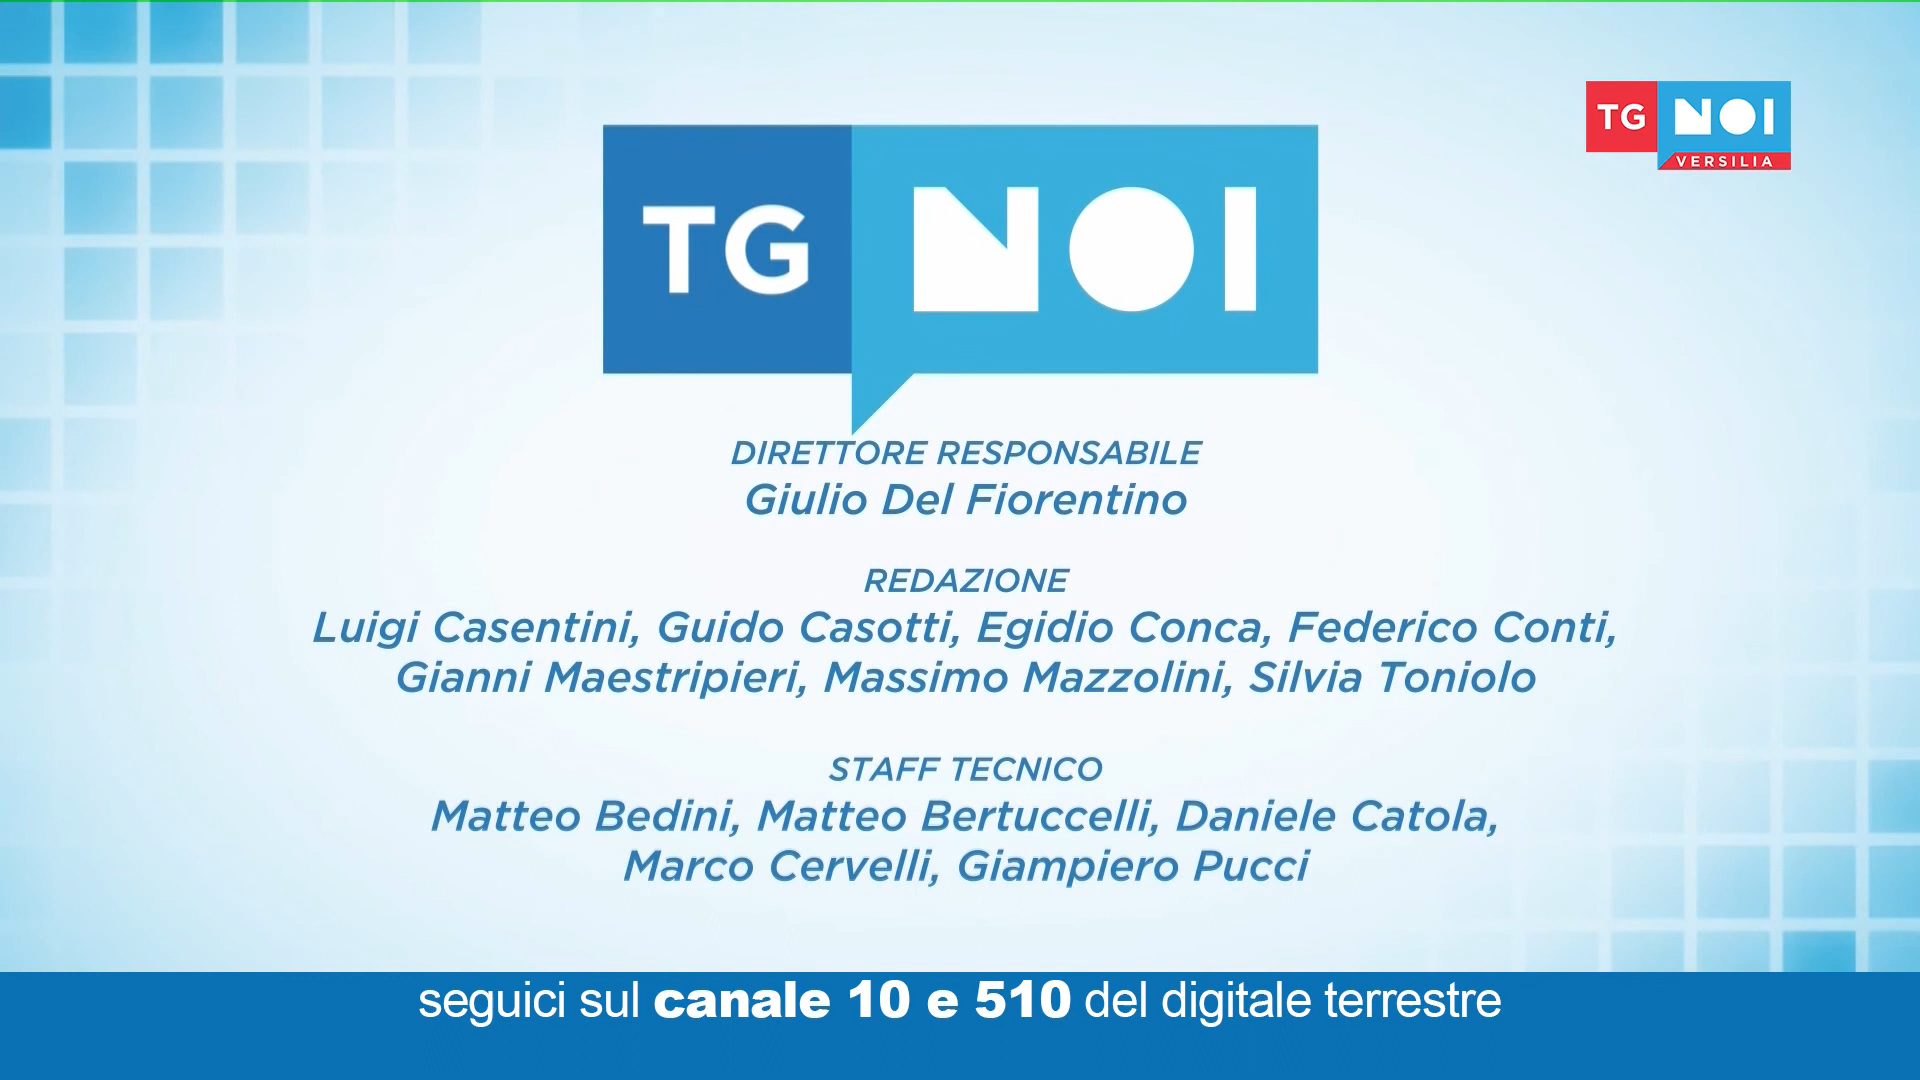 TG NOI
VERSILIA
TG NOI
DIRETTORE RESPONSABILE
Giulio Del Fiorentino
REDAZIONE
Luigi Casentini, Guido Casotti, Egidio Conca, Federico Conti,
Gianni Maestripieri, Massimo Mazzolini, Silvia Toniolo
STAFF TECNICO
Matteo Bedini, Matteo Bertuccelli, Daniele Catola,
Marco Cervelli, Giampiero Pucci
seguici sul canale 10 e 510 del digitale terrestre